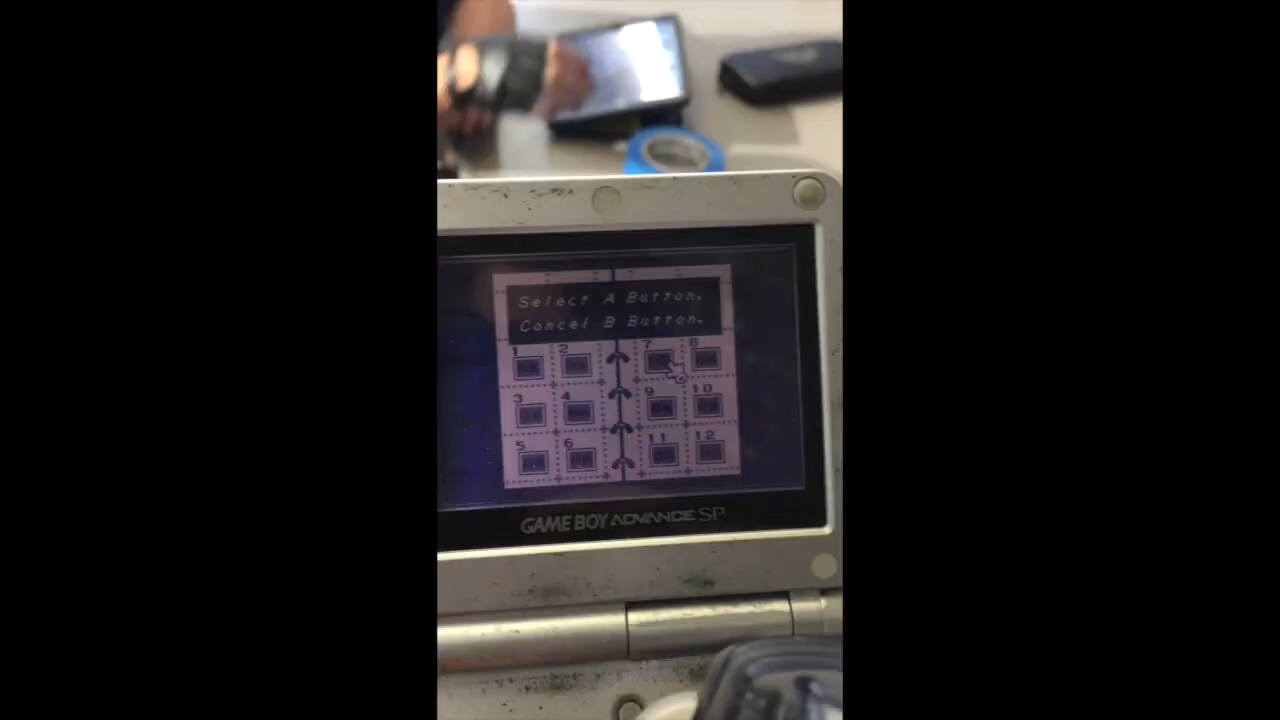 Select A Button.
Cancel B Button.
1 2 7 8
3 4 9 10
5 6 11 12
GAME BOY ADVANCE SP